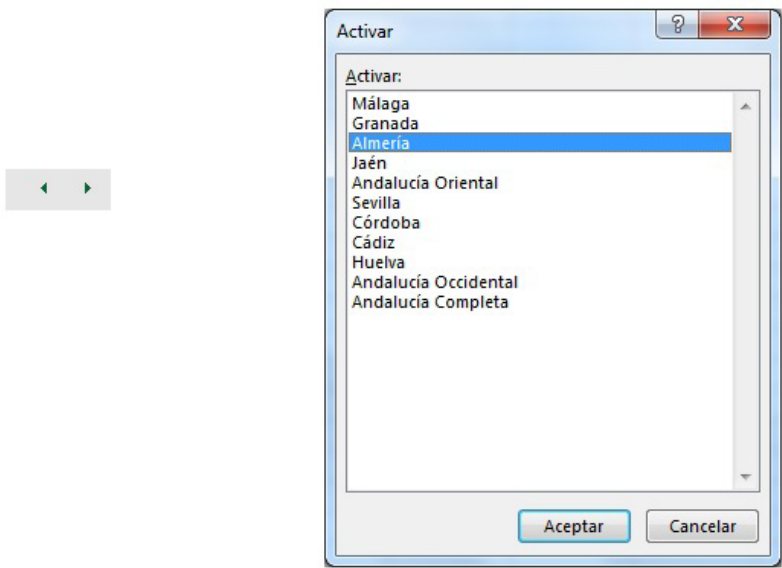 Activar
Activar:
Málaga
Granada
Almería
Jaén
Andalucía Oriental
Sevilla
Córdoba
Cádiz
Huelva
Andalucía Occidental
Andalucía Completa
Aceptar Cancelar